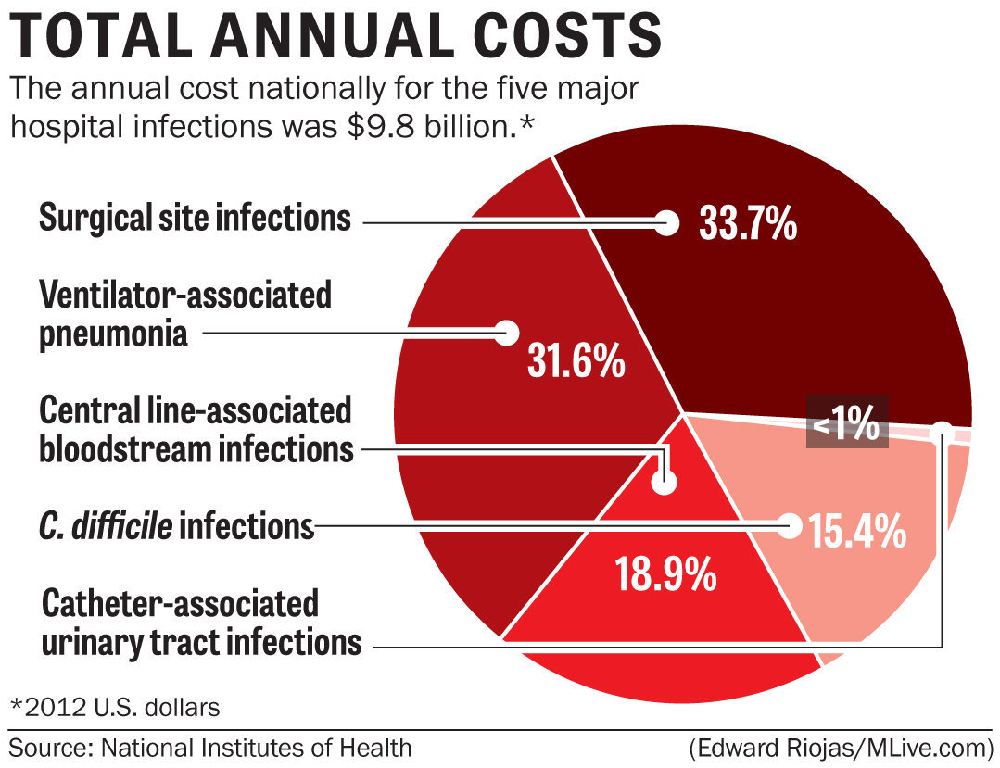 TOTAL ANNUAL COSTS
The annual cost nationally for the five major
hospital infections was $9.8 billion.*
Surgical site infections
33.7%
Ventilator-associated
pneumonia
31.6%
Central line-associated
bloodstream infections
18.9%
C. difficile infections
15.4%
Catheter-associated
urinary tract infections
<1%
*2012 U.S. dollars
Source: National Institutes of Health
(Edward Riojas/MLive.com)